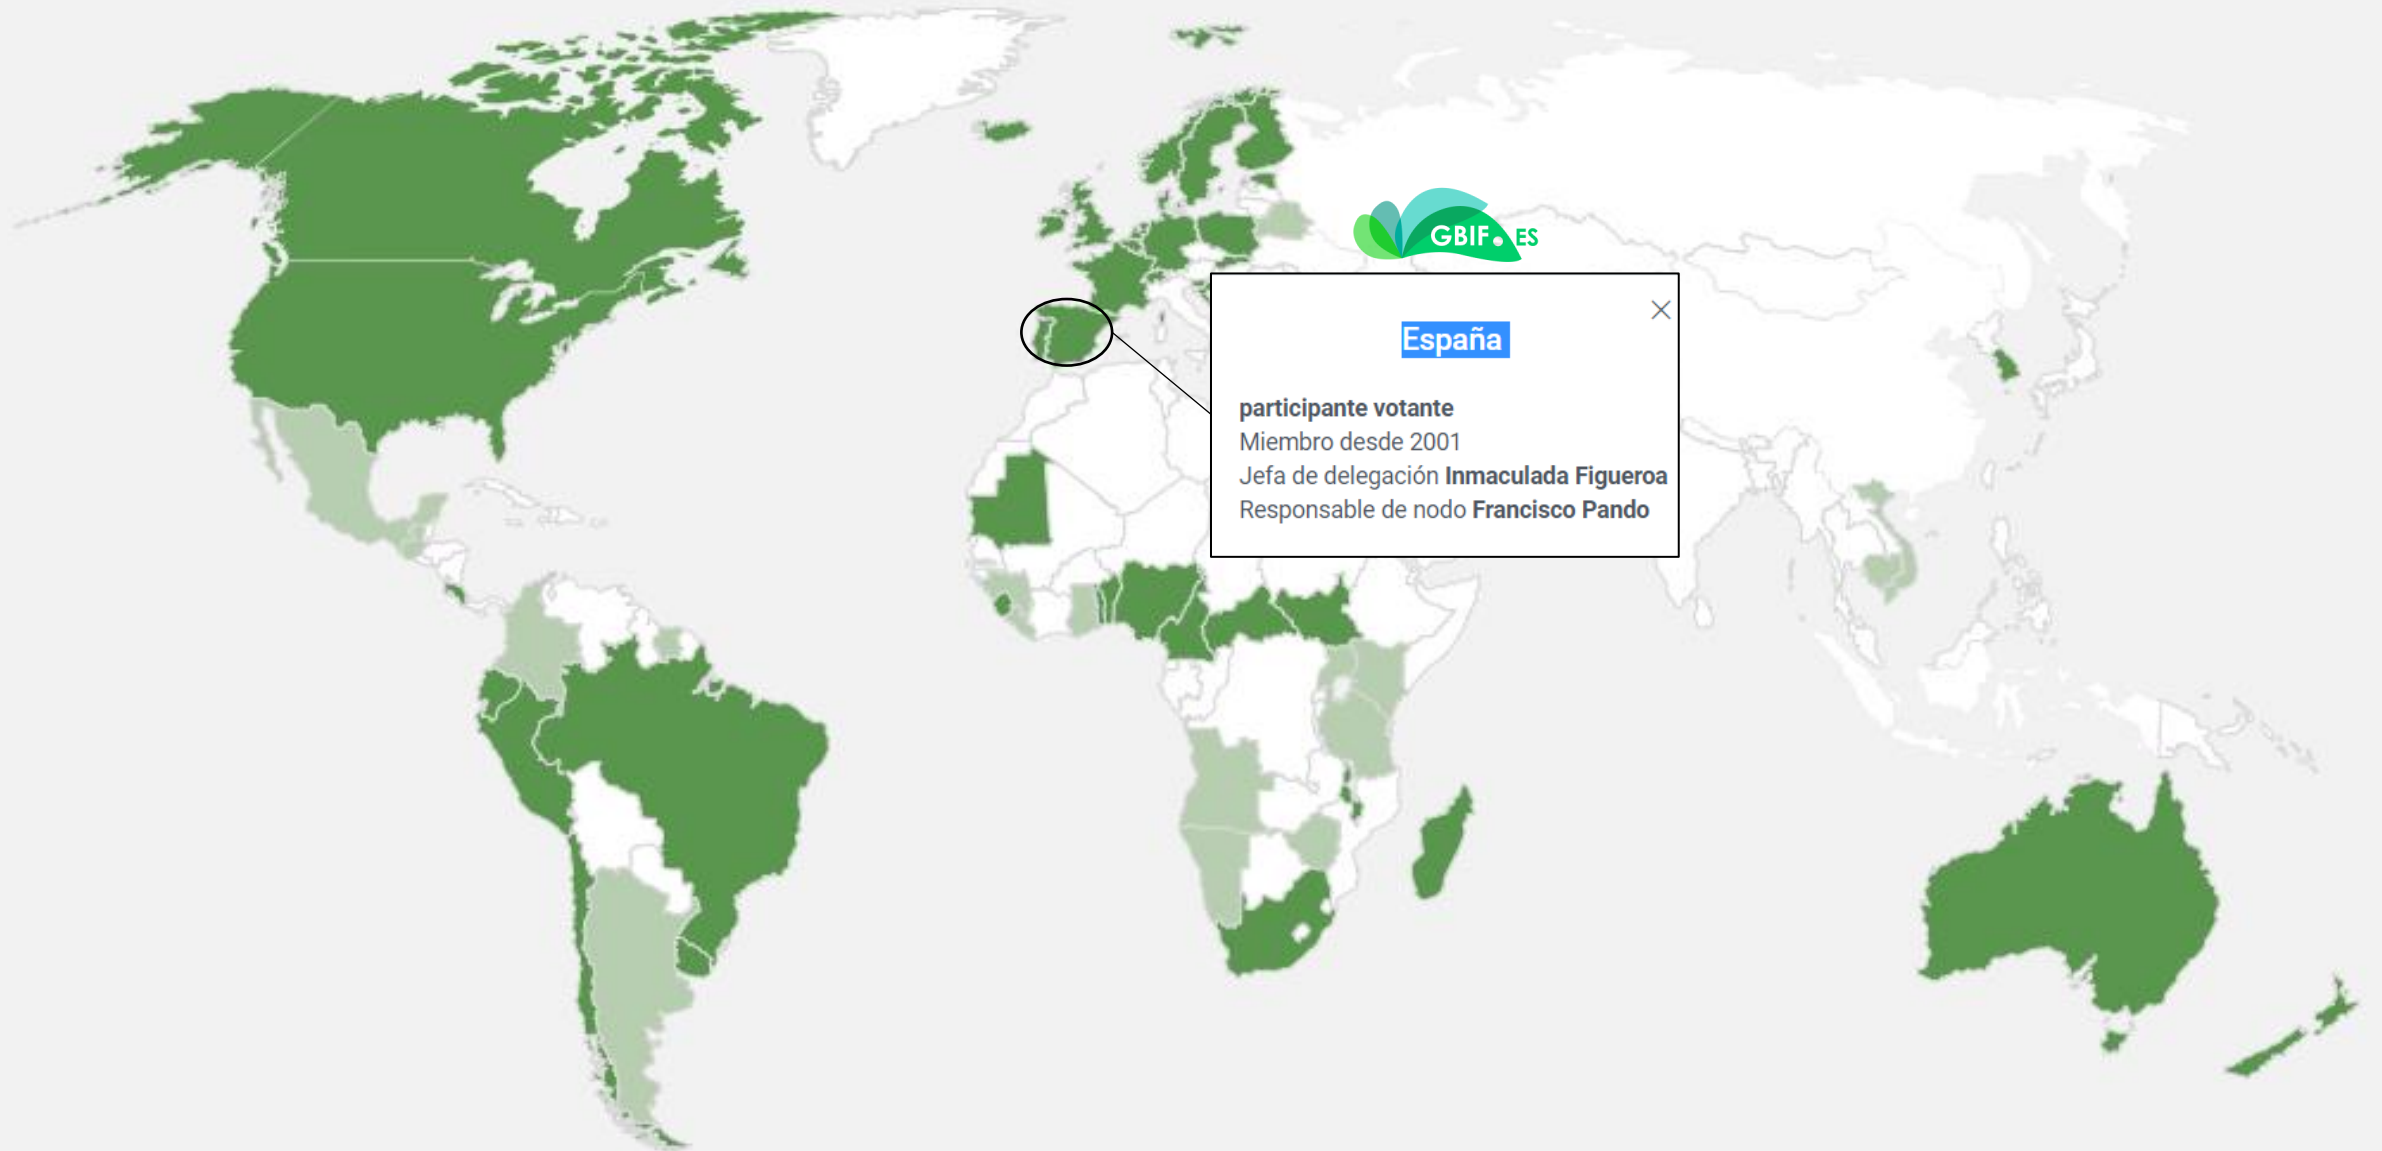 GBIF.ES
España
participante votante
Miembro desde 2001
Jefa de delegación Inmaculada Figueroa
Responsable de nodo Francisco Pando